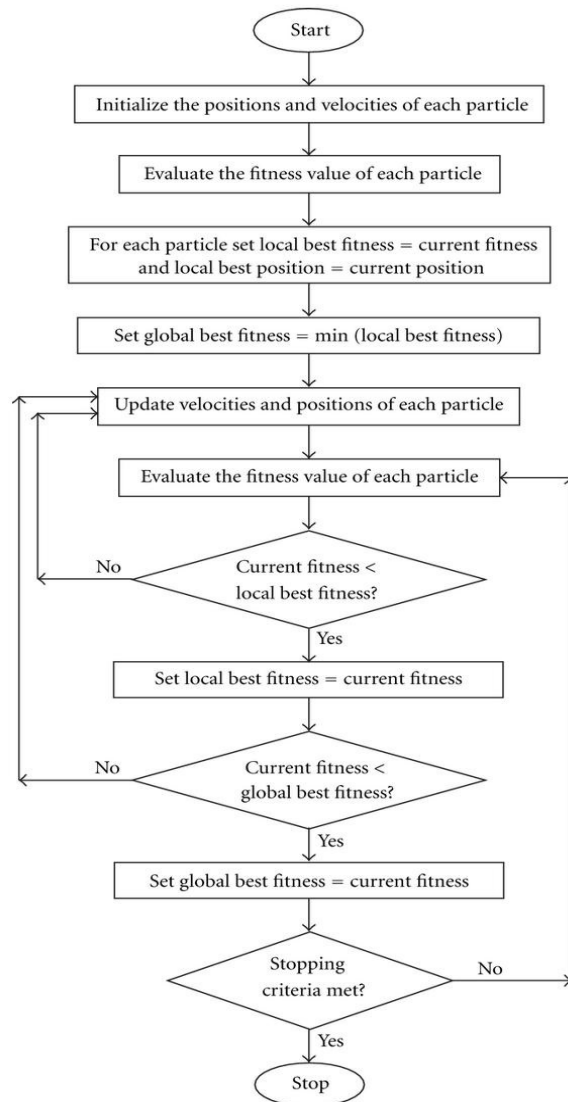 Start
Initialize the positions and velocities of each particle
Evaluate the fitness value of each particle
For each particle set local best fitness = current fitness
and local best position = current position
Set global best fitness = min (local best fitness)
Update velocities and positions of each particle
Evaluate the fitness value of each particle
Current fitness <
local best fitness?
No
Yes
Set local best fitness = current fitness
Current fitness <
global best fitness?
No
Yes
Set global best fitness = current fitness
Stopping
criteria met?
No
Yes
Stop